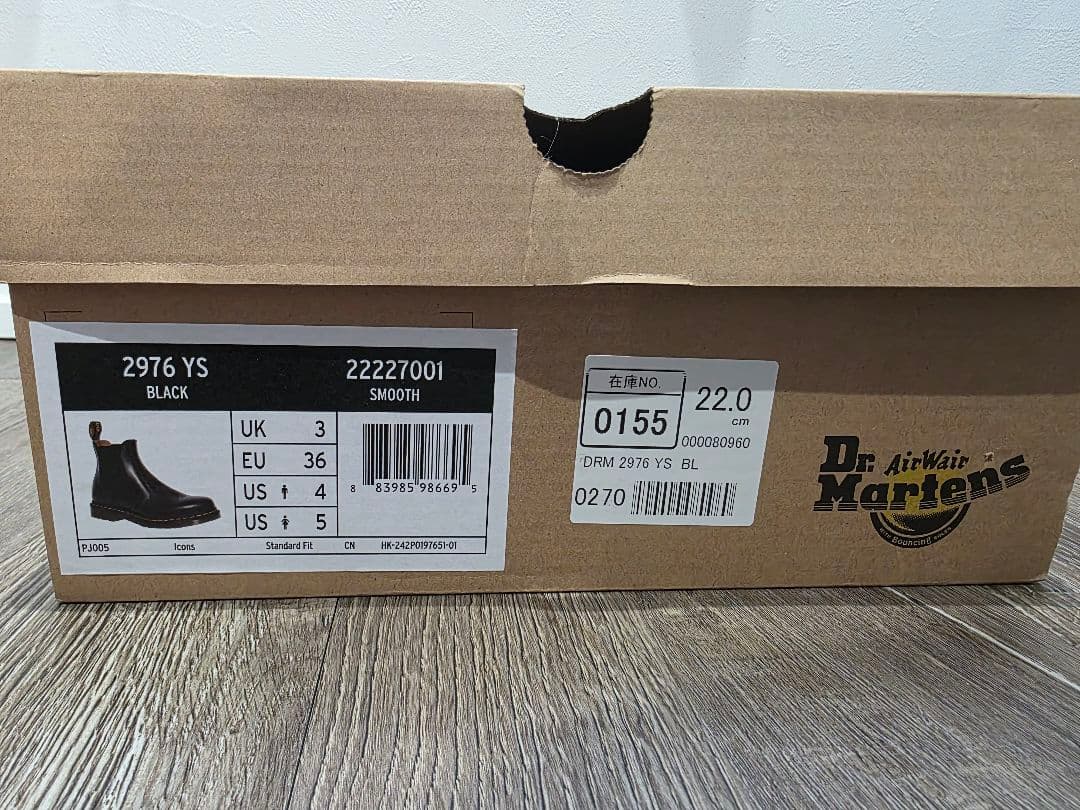 2976 YS
BLACK
22227001
SMOOTH
UK 3
EU 36
US 4
US 5
8 83985 98669 5
PJ005 Icons Standard Fit CN HK-242P0197651-01
在庫NO.
0155
22.0
cm
000080960
DRM 2976 YS BL
0270
Dr. AirWair
Martens
Bouncing